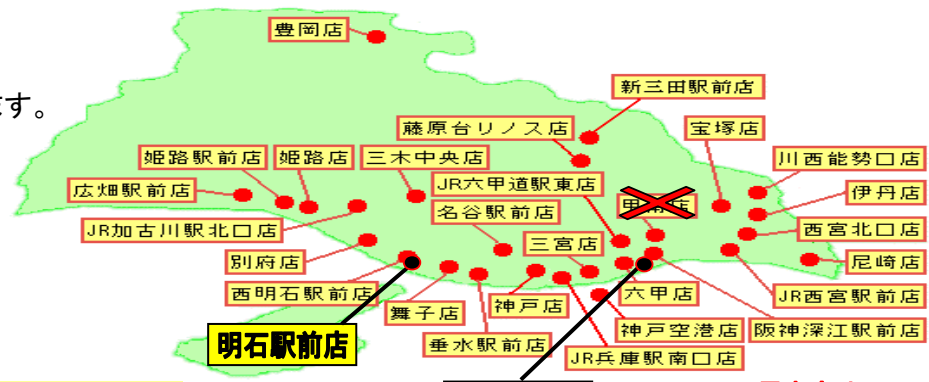 豊岡店
す。
新三田駅前店
藤原台リノス店
宝塚店
姫路駅前店
姫路店
三木中央店
川西能勢口店
広畑駅前店
JR六甲道駅東店
伊丹店
名谷駅前店
JR加古川駅北口店
三宮店
西宮北口店
別府店
尼崎店
西明石駅前店
舞子店
神戸店
六甲店
JR西宮駅前店
明石駅前店
垂水駅前店
神戸空港店
阪神深江駅前店
JR兵庫駅南口店